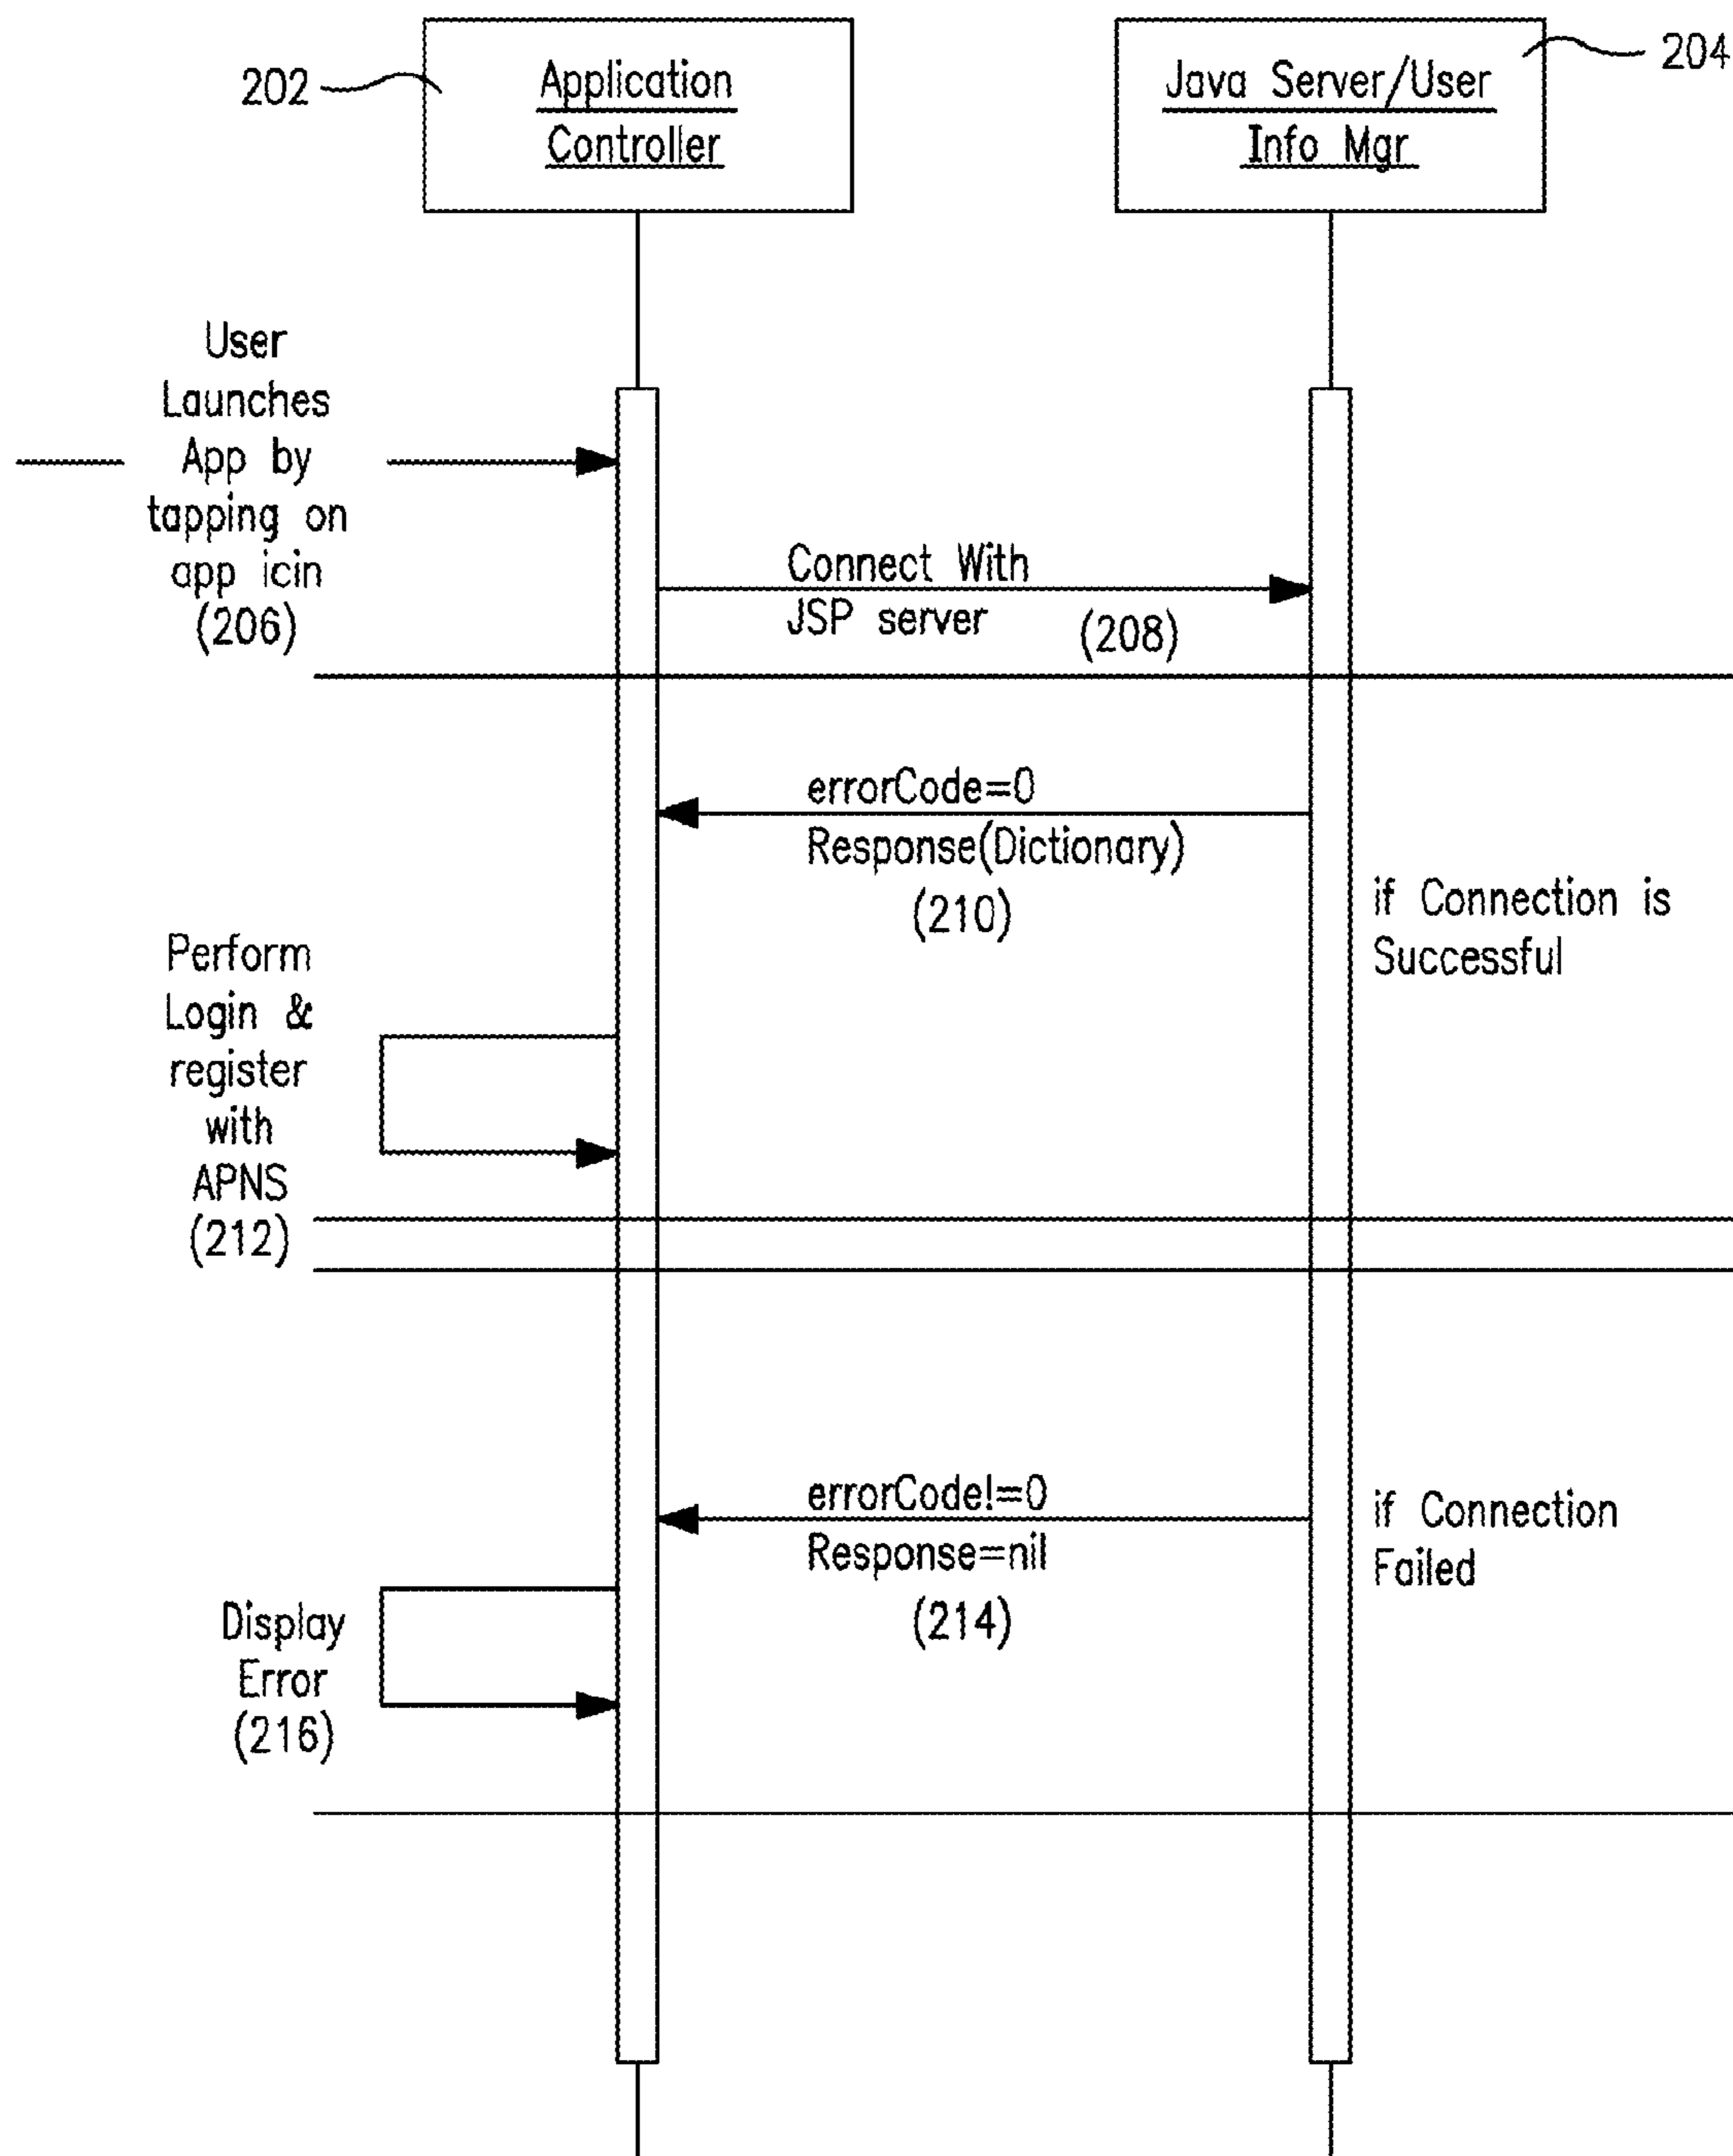 202
Application
Controller
Java Server/User
Info Mgr
204
User
Launches
App by
tapping on
app icin
(206)
Connect With
JSP server
(208)
errorCode=0
Response(Dictionary)
(210)
if Connection is
Successful
Perform
Login &
register
with
APNS
(212)
errorCode!=0
Response=nil
(214)
if Connection
Failed
Display
Error
(216)